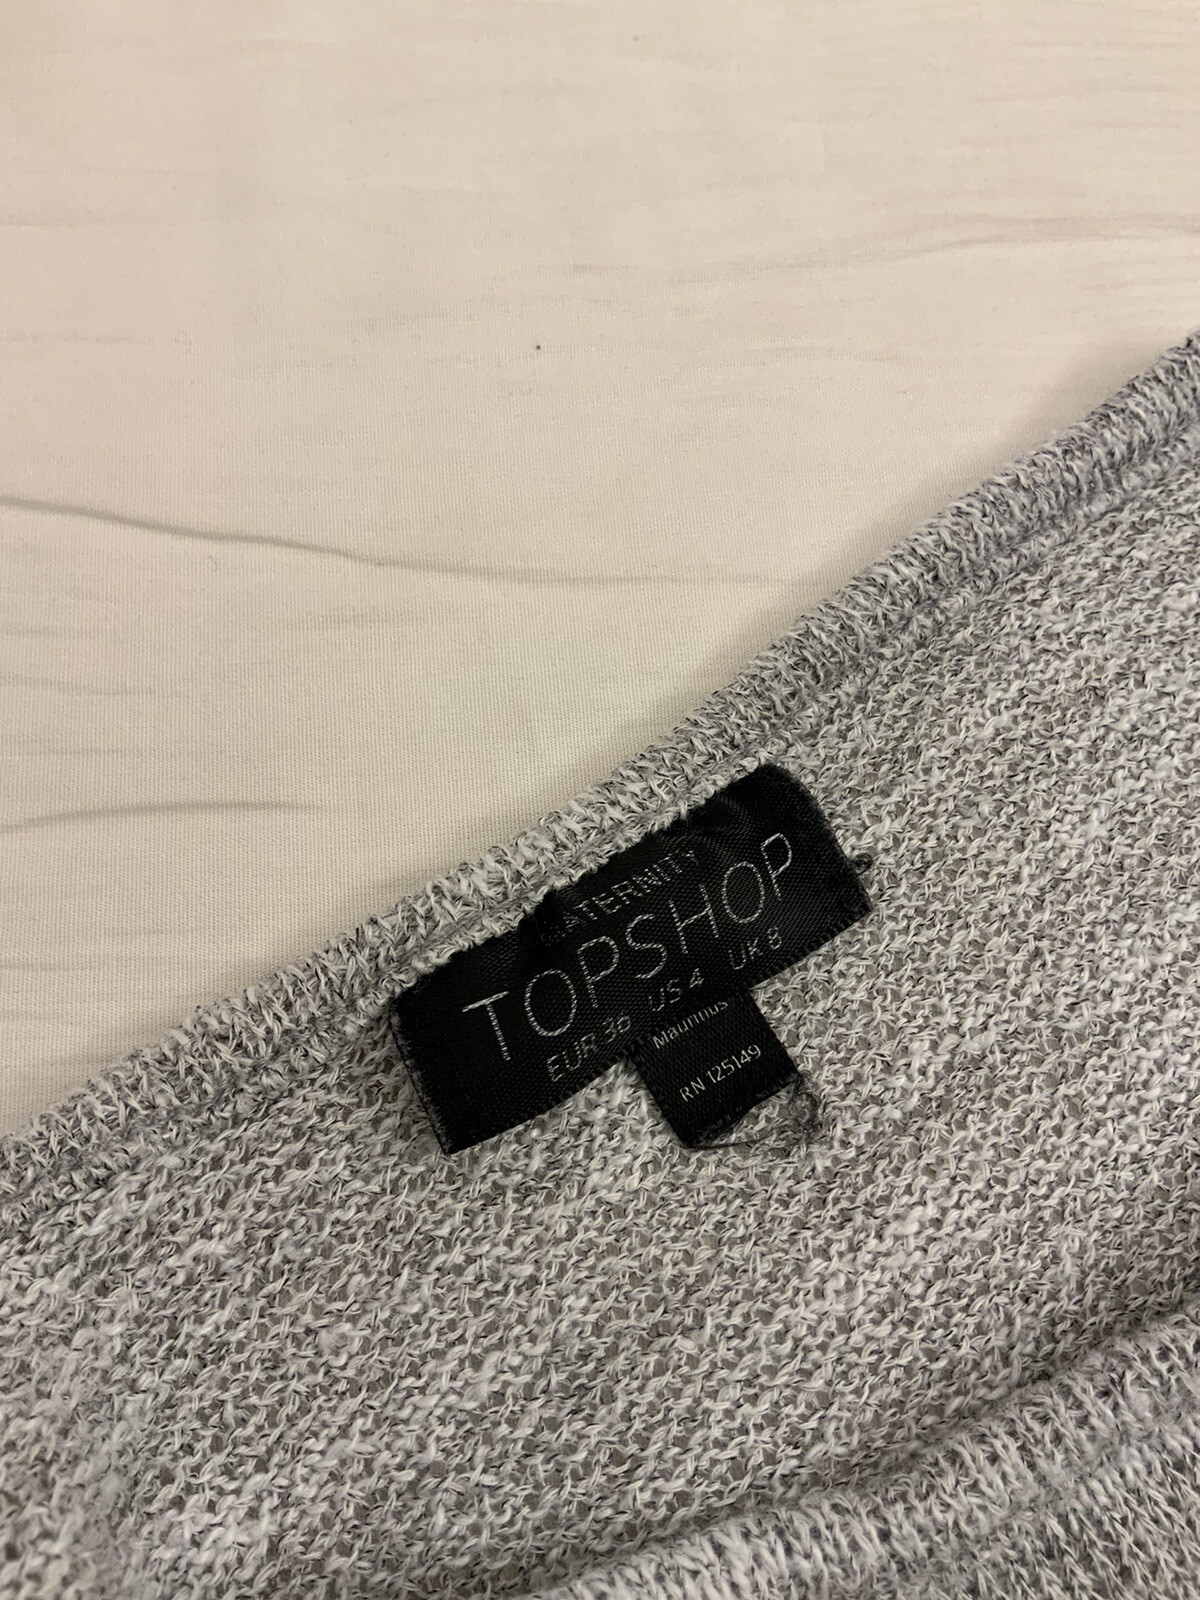 MATERNITY
TOPSHOP
EUR 36 US 4 UK 8
Mauritius
RN 125149